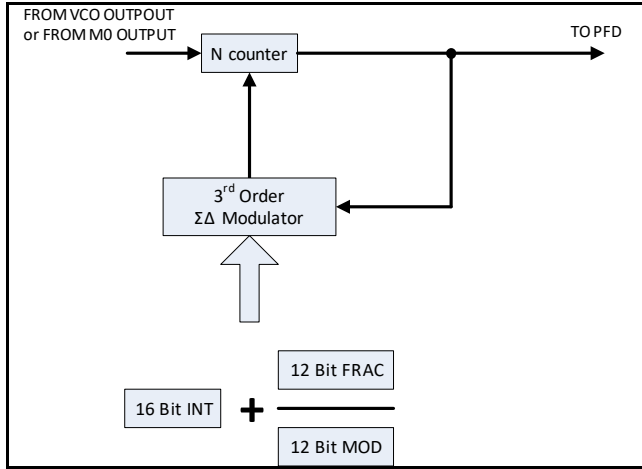 FROM VCO OUTPOUT
or FROM M0 OUTPUT
TO PFD
N counter
3rd Order
ΣΔ Modulator
12 Bit FRAC
16 Bit INT +
12 Bit MOD